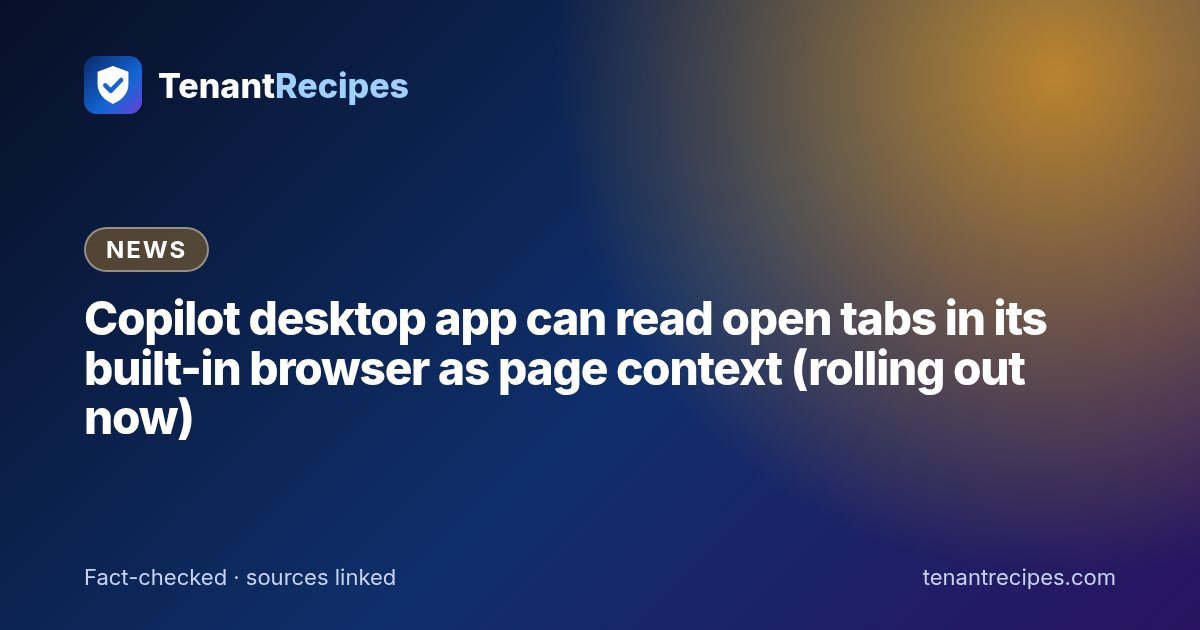 TenantRecipes
NEWS
Copilot desktop app can read open tabs in its
built-in browser as page context (rolling out
now)
Fact-checked · sources linked
tenantrecipes.com